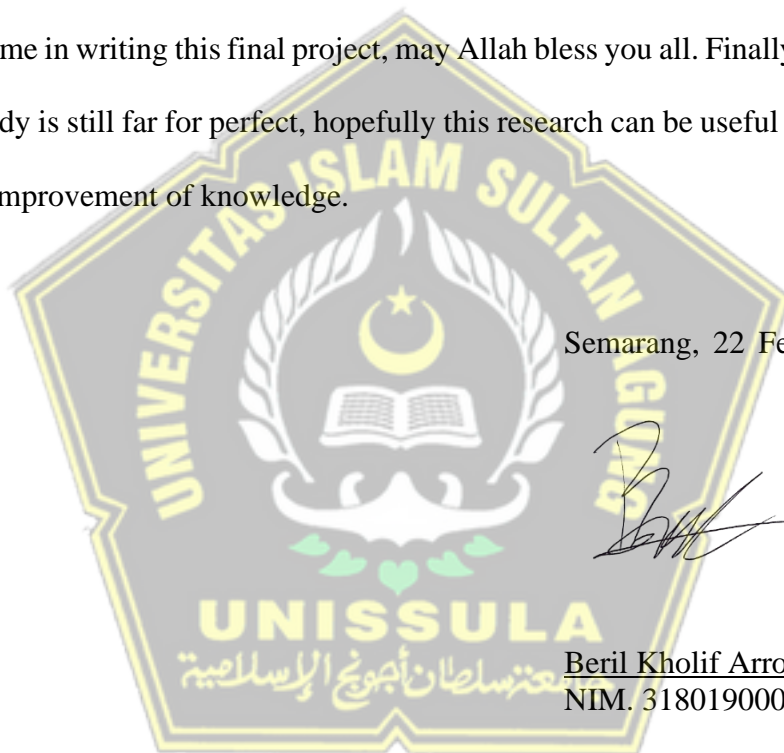 me in writing this final project, may Allah bless you all. Finally
dy is still far for perfect, hopefully this research can be useful
mprovement of knowledge.
UNIVERSITAS ISLAM SULTAN AGUNG
Semarang, 22 Fe
UNISSULA
جامعتنسلطان أجونج الإسلامية
Beril Kholif Arro
NIM. 318019000